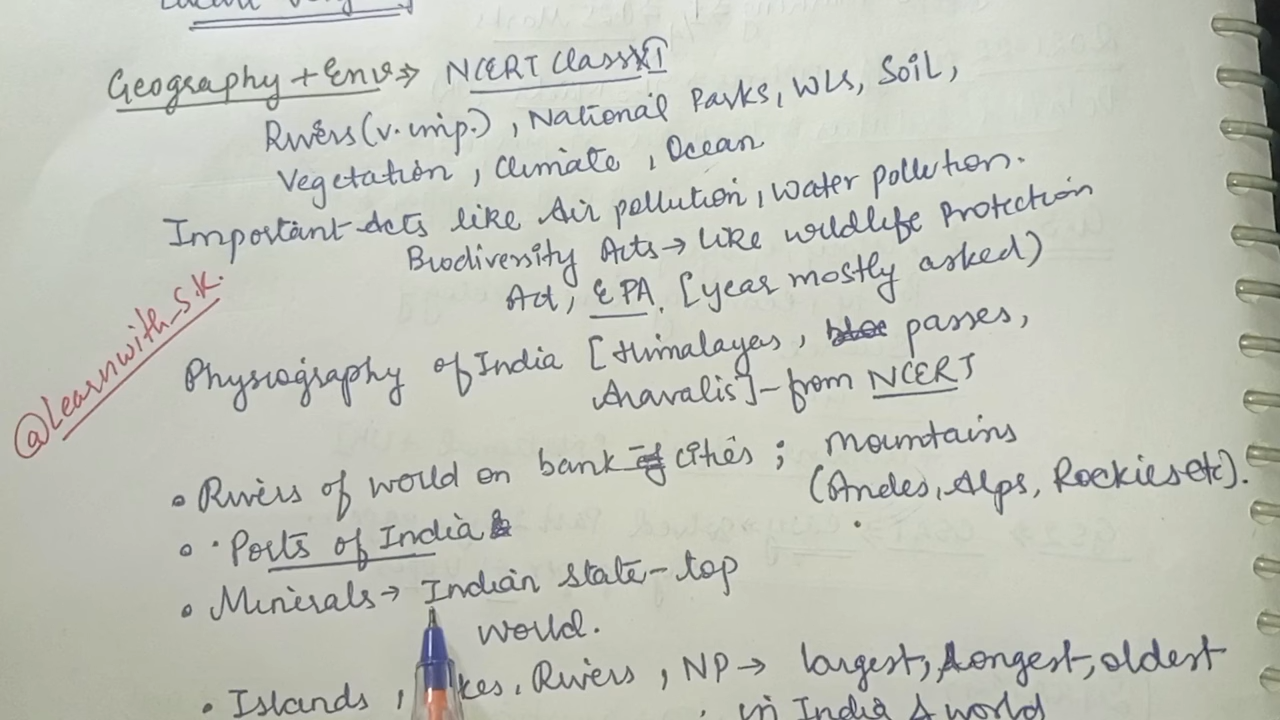 Geography + Env ⇒ NCERT Class XI
Rivers (v. imp.), National Parks, WLS, Soil,
Vegetation, Climate, Ocean
Important Acts like Air pollution, Water pollution.
Biodiversity Acts → like wildlife Protection
Act, EPA. [year mostly asked)
@Learnwith_S.K.
Physiography of India [Himalayas, passes,
Aravalis] - from NCERT
• Rivers of world on bank cities ; mountains
(Andes, Alps, Rockies etc).
• Ports of India
• Minerals → Indian state - top
world.
• Islands, Rivers, NP → largest, longest, oldest
in India & world